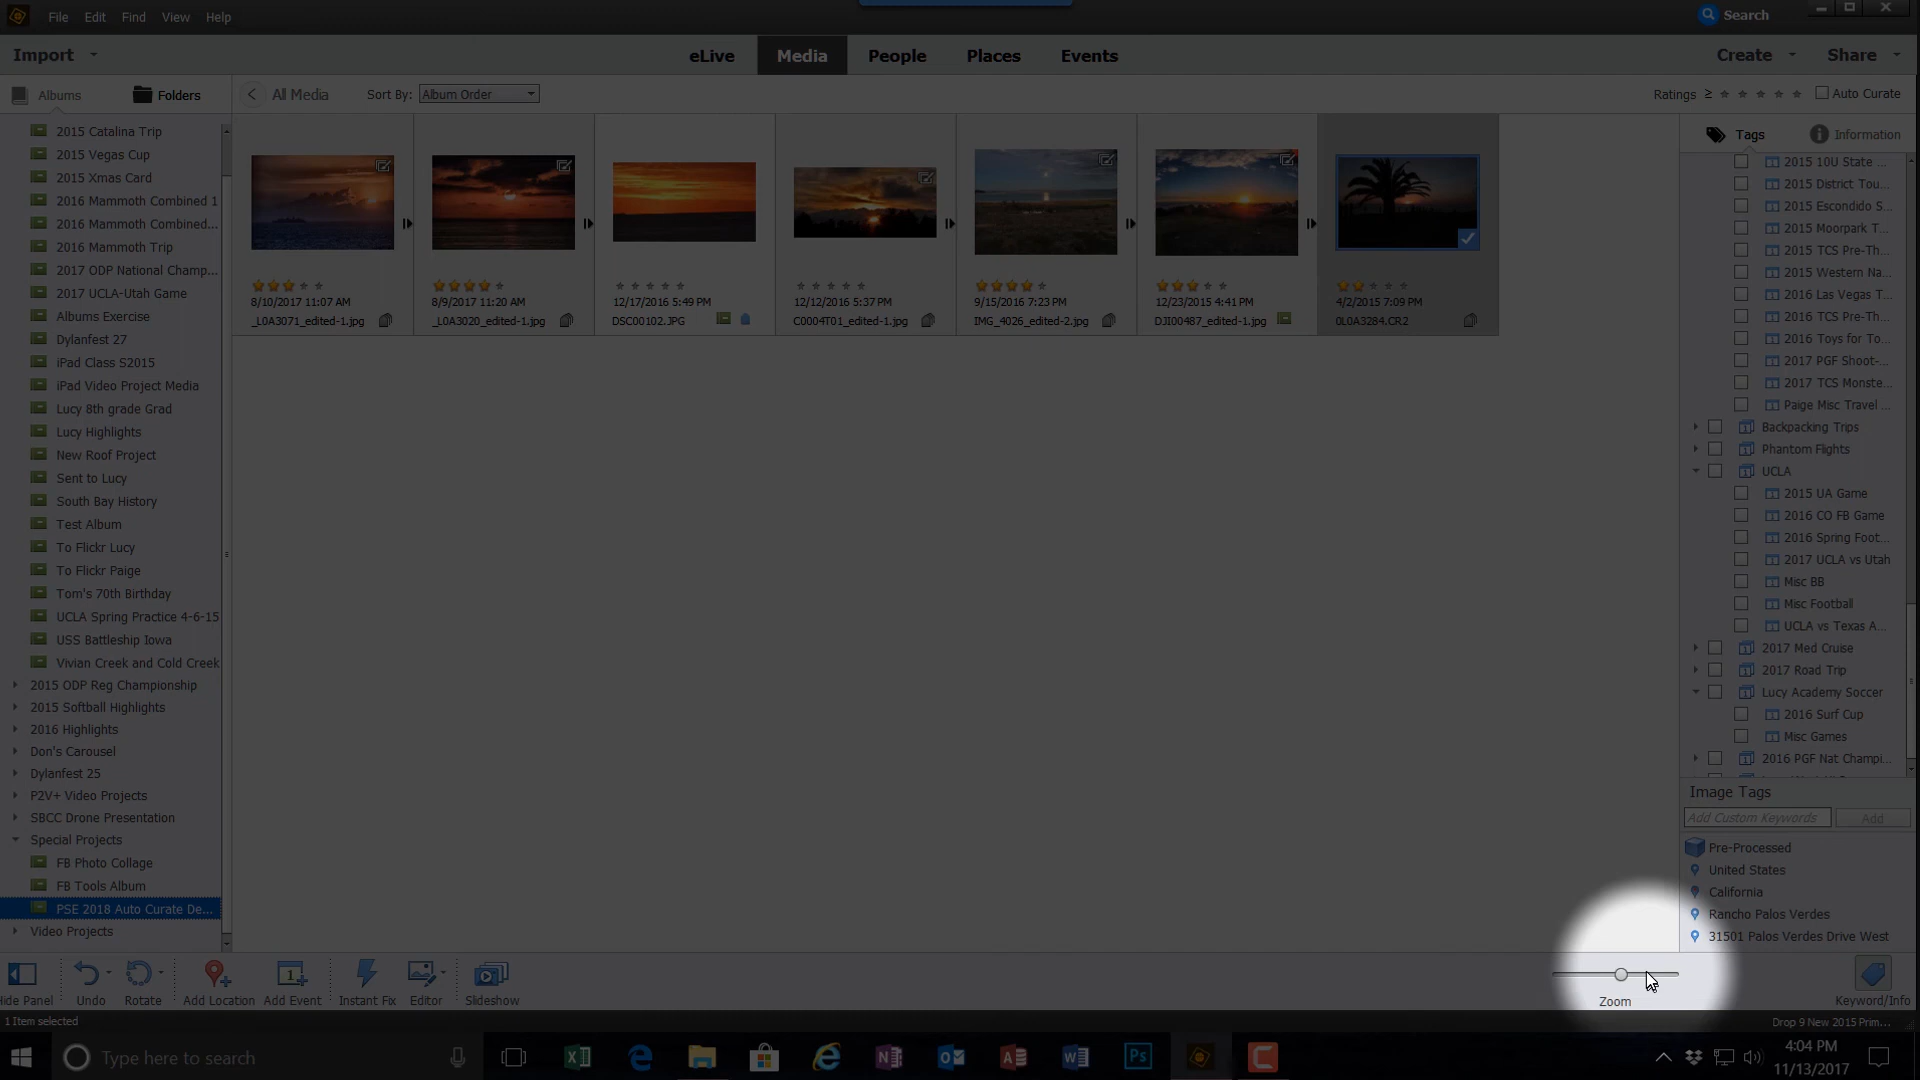 File Edit Find View Help
Search
Import
eLive Media People Places Events
Create Share
Albums Folders
All Media Sort By: Album Order
Ratings ≥ Auto Curate
2015 Catalina Trip
2015 Vegas Cup
2015 Xmas Card
2016 Mammoth Combined 1
2016 Mammoth Combined...
2016 Mammoth Trip
2017 ODP National Champ...
2017 UCLA-Utah Game
Albums Exercise
Dylanfest 27
iPad Class S2015
iPad Video Project Media
Lucy 8th grade Grad
Lucy Highlights
New Roof Project
Sent to Lucy
South Bay History
Test Album
To Flickr Lucy
To Flickr Paige
Tom's 70th Birthday
UCLA Spring Practice 4-6-15
USS Battleship Iowa
Vivian Creek and Cold Creek
2015 ODP Reg Championship
2015 Softball Highlights
2016 Highlights
Don's Carousel
Dylanfest 25
P2V+ Video Projects
SBCC Drone Presentation
Special Projects
FB Photo Collage
FB Tools Album
PSE 2018 Auto Curate De...
Video Projects
8/10/2017 11:07 AM
_L0A3071_edited-1.jpg
8/9/2017 11:20 AM
_L0A3020_edited-1.jpg
12/17/2016 5:49 PM
DSC00102.JPG
12/12/2016 5:37 PM
C0004T01_edited-1.jpg
9/15/2016 7:23 PM
IMG_4026_edited-2.jpg
12/23/2015 4:41 PM
DJI00487_edited-1.jpg
4/2/2015 7:09 PM
0L0A3284.CR2
Tags Information
2015 10U State ...
2015 District Tou...
2015 Escondido S...
2015 Moorpark T...
2015 TCS Pre-Th...
2015 Western Na...
2016 Las Vegas T...
2016 TCS Pre-Th...
2016 Toys for To...
2017 PGF Shoot-...
2017 TCS Monste...
Paige Misc Travel ...
Backpacking Trips
Phantom Flights
UCLA
2015 UA Game
2016 CO FB Game
2016 Spring Foot...
2017 UCLA vs Utah
Misc BB
Misc Football
UCLA vs Texas A...
2017 Med Cruise
2017 Road Trip
Lucy Academy Soccer
2016 Surf Cup
Misc Games
2016 PGF Nat Champi...
Image Tags
Add Custom Keywords Add
Pre-Processed
United States
California
Rancho Palos Verdes
31501 Palos Verdes Drive West
Hide Panel Undo Rotate Add Location Add Event Instant Fix Editor Slideshow Zoom Keyword/Info
1 Item selected
Drop 9 New 2015 Prim...
Type here to search
4:04 PM
11/13/2017